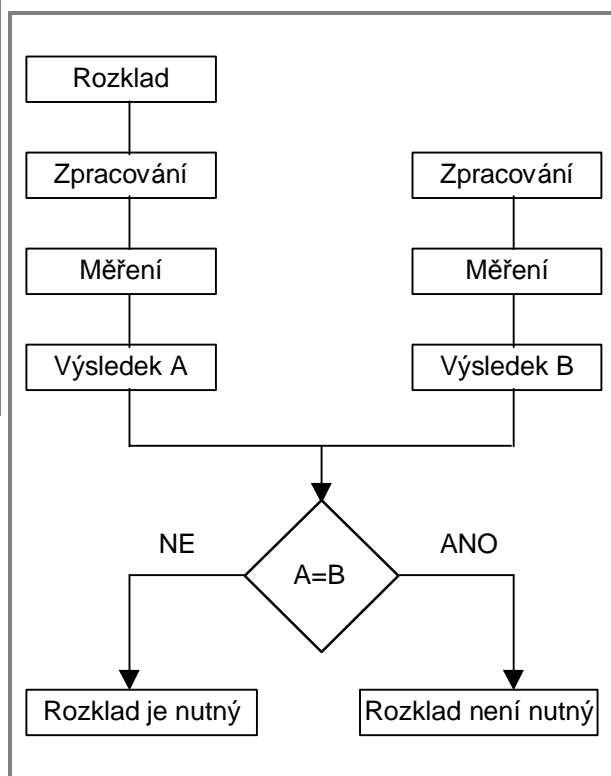 Rozklad
Zpracování
Zpracování
Měření
Měření
Výsledek A
Výsledek B
NE
ANO
A=B
Rozklad je nutný
Rozklad není nutný